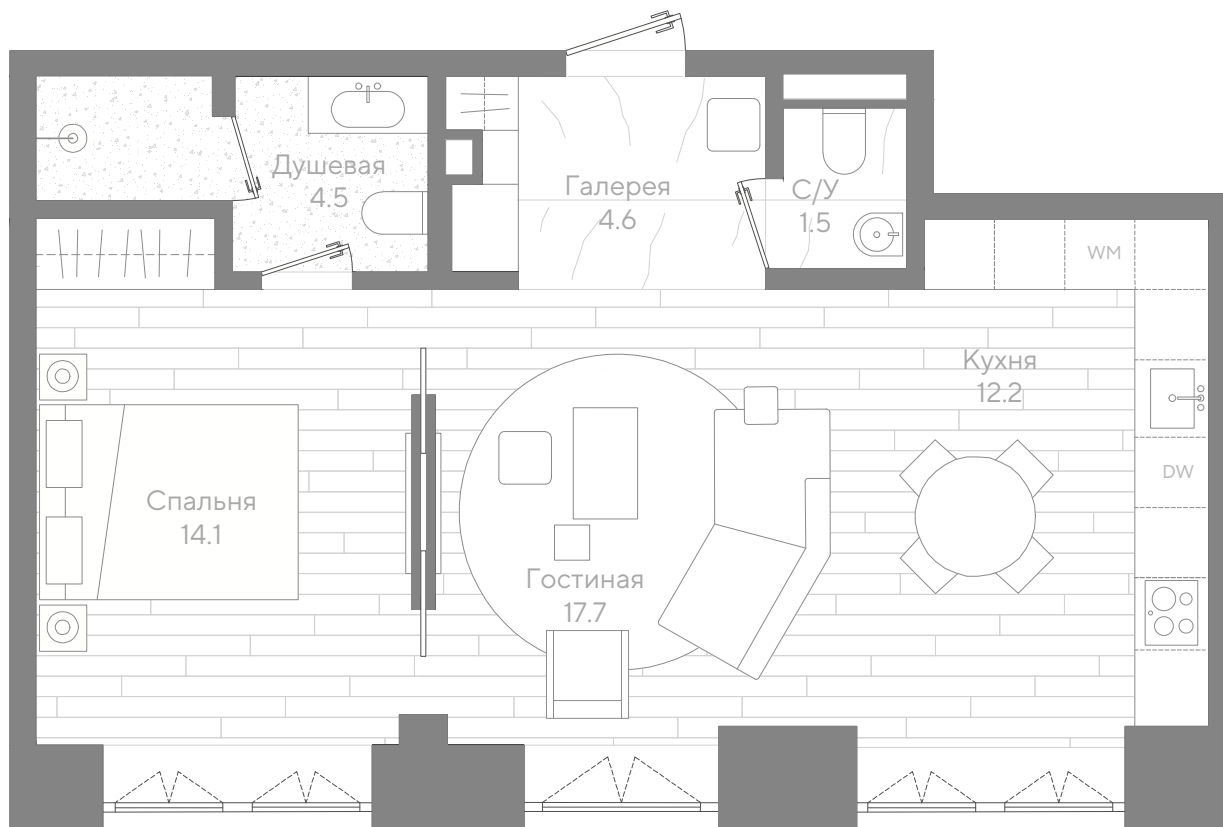 Душевая
4.5
Галерея
4.6
С/У
1.5
WM
Кухня
12.2
DW
Спальня
14.1
Гостиная
17.7